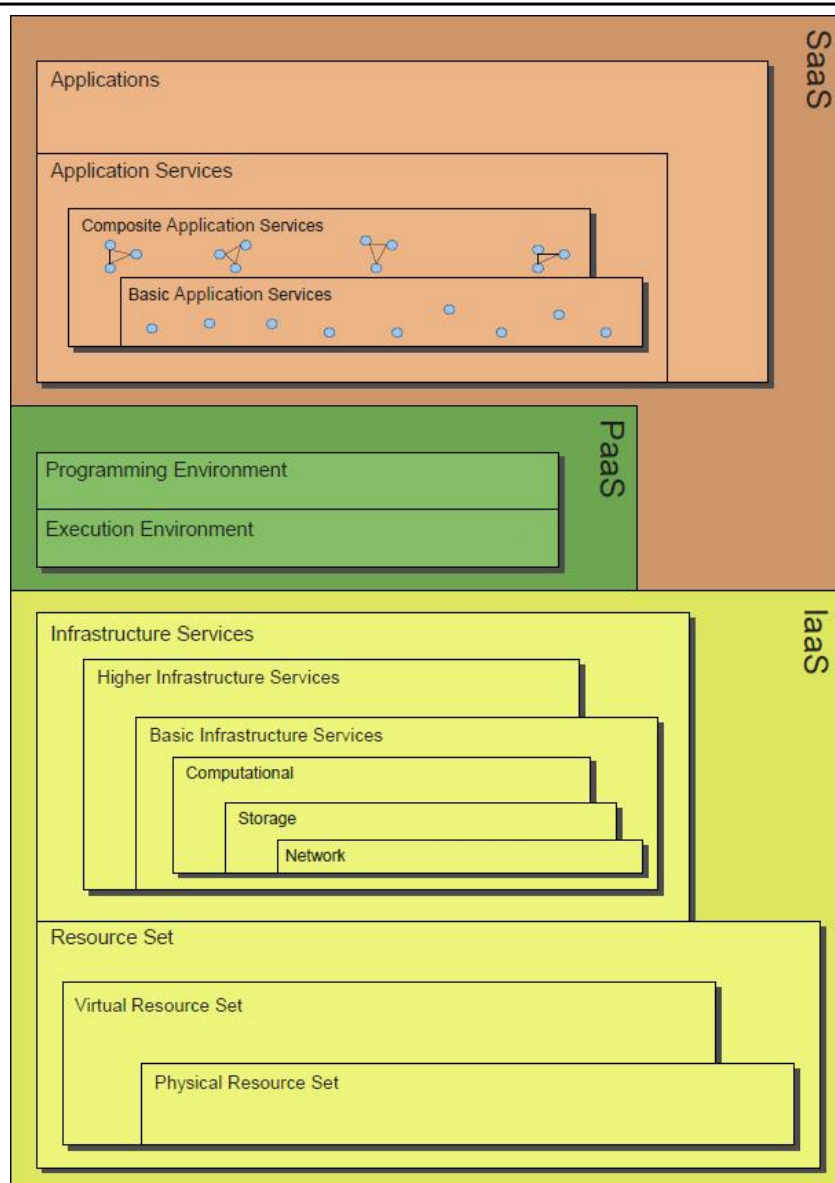 SaaS
Applications
Application Services
Composite Application Services
Basic Application Services
PaaS
Programming Environment
Execution Environment
IaaS
Infrastructure Services
Higher Infrastructure Services
Basic Infrastructure Services
Computational
Storage
Network
Resource Set
Virtual Resource Set
Physical Resource Set